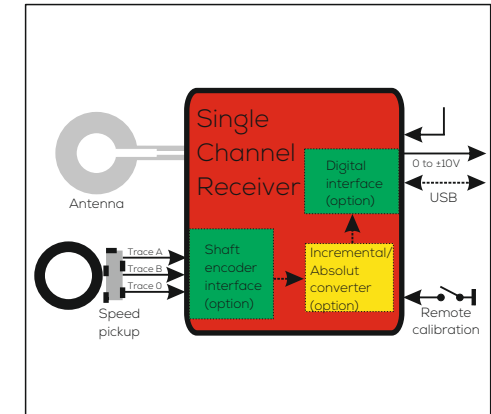 Single
Channel
Receiver
Digital
interface
(option)
0 to ±10V
USB
Antenna
Trace A
Trace B
Trace 0
Shaft
encoder
interface
(option)
Incremental/
Absolut
converter
(option)
Speed
pickup
Remote
calibration